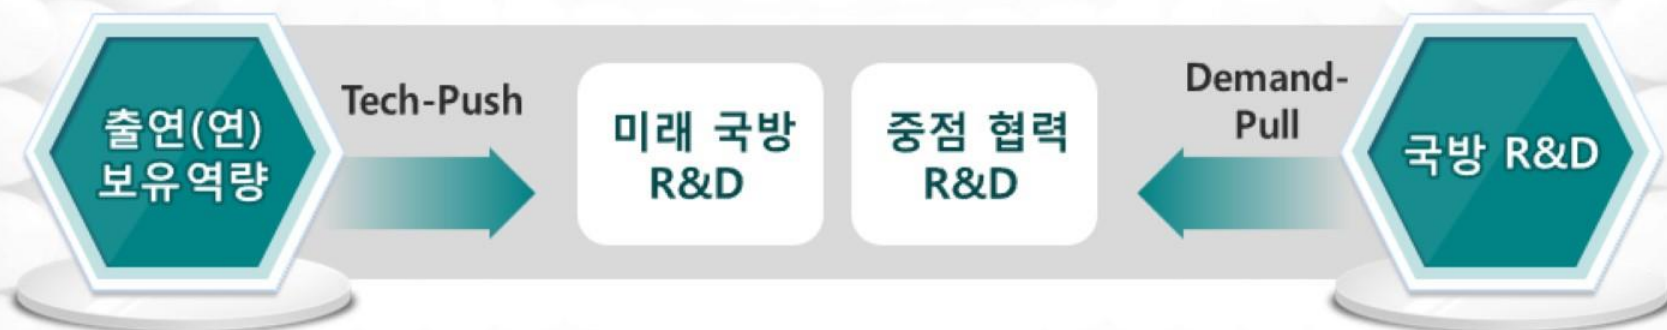 출연(연)
보유역량
Tech-Push
미래 국방
R&D
중점 협력
R&D
Demand-
Pull
국방 R&D